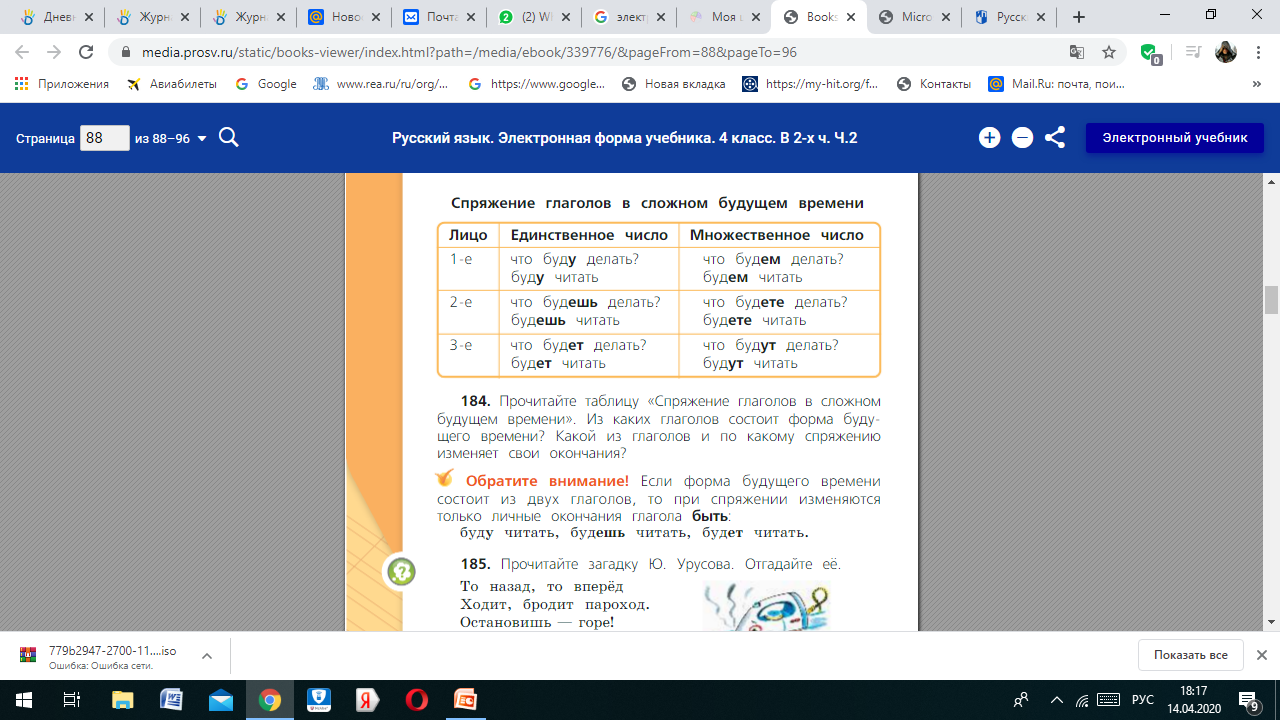 Дневн
Журна
Журна
Новос
Почта
(2) Wh
электр
Моя ш
Books
Micro
Русск
media.prosv.ru/static/books-viewer/index.html?path=/media/ebook/339776/&pageFrom=88&pageTo=96
0
Приложения
Авиабилеты
Google
www.rea.ru/ru/org/...
https://www.google...
Новая вкладка
https://my-hit.org/f...
Контакты
Mail.Ru: почта, пои...
»
Страница 88 из 88–96
Русский язык. Электронная форма учебника. 4 класс. В 2-х ч. Ч.2
Электронный учебник
Спряжение глаголов в сложном будущем времени
Лицо Единственное число Множественное число
1-е что буду делать? что будем делать?
буду читать будем читать
2-е что будешь делать? что будете делать?
будешь читать будете читать
3-е что будет делать? что будут делать?
будет читать будут читать
184. Прочитайте таблицу «Спряжение глаголов в сложном
будущем времени». Из каких глаголов состоит форма буду-
щего времени? Какой из глаголов и по какому спряжению
изменяет свои окончания?
Обратите внимание! Если форма будущего времени
состоит из двух глаголов, то при спряжении изменяются
только личные окончания глагола быть:
буду читать, будешь читать, будет читать.
185. Прочитайте загадку Ю. Урусова. Отгадайте её.
То назад, то вперёд
Ходит, бродит пароход.
Остановишь — горе!
779b2947-2700-11....iso
Ошибка: Ошибка сети.
Показать все
РУС
18:17
14.04.2020
9